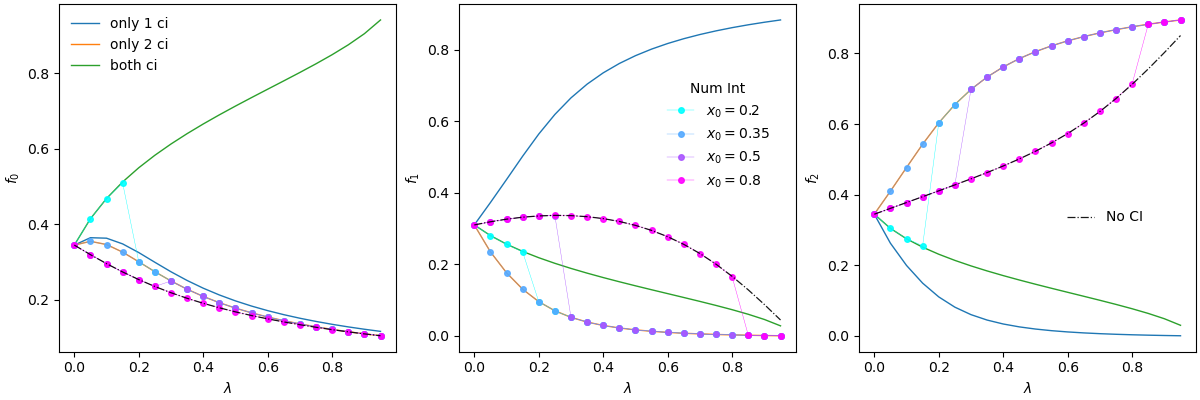 only 1 ci
only 2 ci
both ci
f₀
0.2
0.4
0.6
0.8
0.0 0.2 0.4 0.6 0.8
λ
Num Int
x₀ = 0.2
x₀ = 0.35
x₀ = 0.5
x₀ = 0.8
f₁
0.0
0.2
0.4
0.6
0.8
0.0 0.2 0.4 0.6 0.8
λ
No CI
f₂
0.0
0.2
0.4
0.6
0.8
0.0 0.2 0.4 0.6 0.8
λ